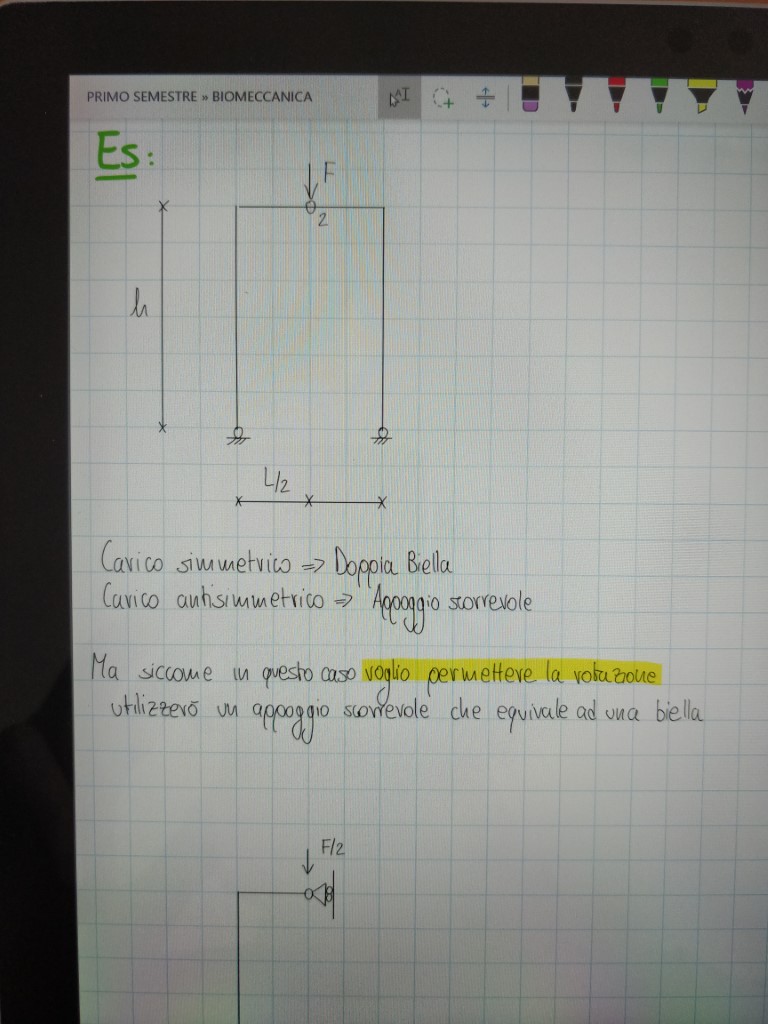 PRIMO SEMESTRE » BIOMECCANICA
Es:
F
2
h
L/2
Carico simmetrico => Doppia Biella
Carico antisimmetrico => Appoggio scorrevole
Ma siccome in questo caso voglio permettere la rotazione
utilizzerò un appoggio scorrevole che equivale ad una biella
F/2